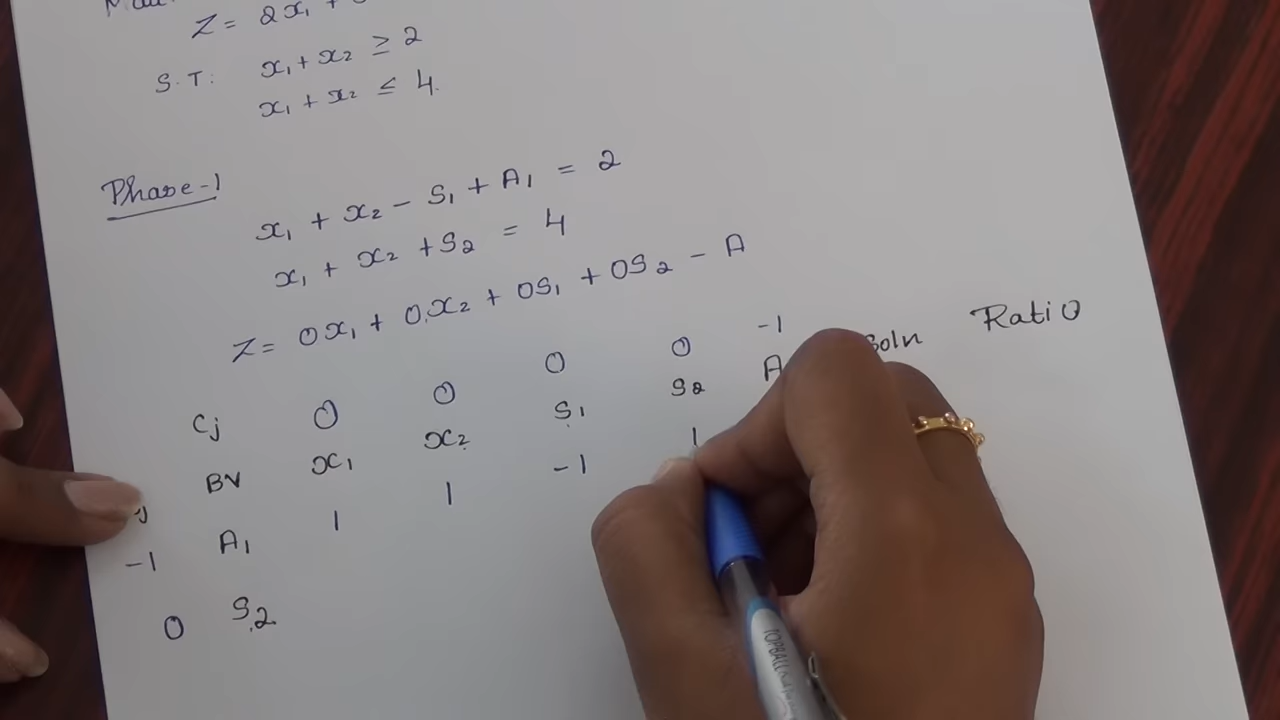 Z = 2x₁ +
S.T: x₁ + x₂ ≥ 2
x₁ + x₂ ≤ 4.
Phase-1
x₁ + x₂ - S₁ + A₁ = 2
x₁ + x₂ + S₂ = 4
Z = 0x₁ + 0.x₂ + 0S₁ + 0S₂ - A
Cj 0 0 0 0 -1
BV x₁ x₂ S₁ S₂ A Soln Ratio
-1 A₁ 1 1 -1 1
0 S₂